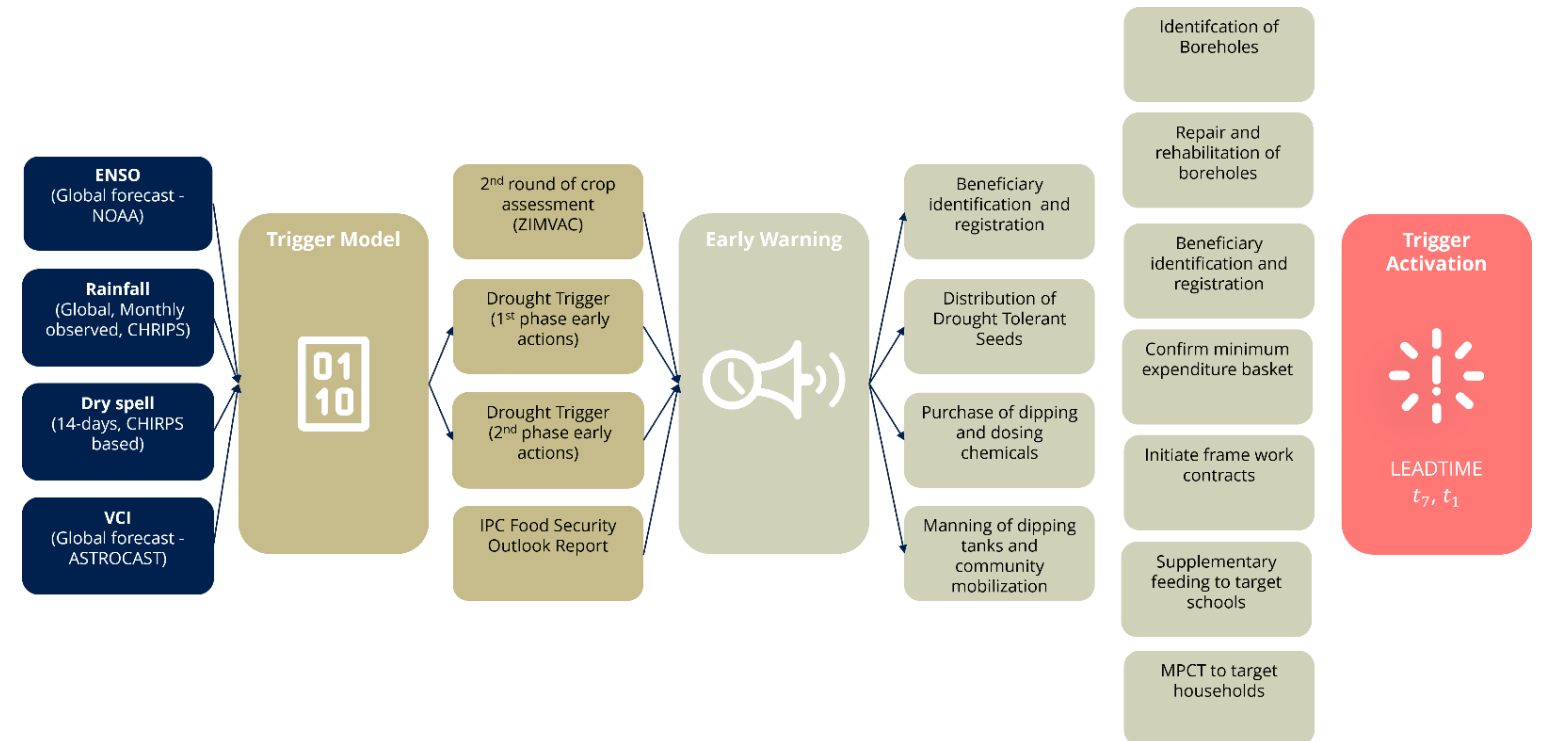 ENSO
(Global forecast -
NOAA)
Rainfall
(Global, Monthly
observed, CHRIPS)
Dry spell
(14-days, CHIRPS
based)
VCI
(Global forecast -
ASTROCAST)
Trigger Model
01
10
2nd round of crop
assessment
(ZIMVAC)
Drought Trigger
(1st phase early
actions)
Drought Trigger
(2nd phase early
actions)
IPC Food Security
Outlook Report
Early Warning
Beneficiary
identification and
registration
Distribution of
Drought Tolerant
Seeds
Purchase of dipping
and dosing
chemicals
Manning of dipping
tanks and
community
mobilization
Identifcation of
Boreholes
Repair and
rehabilitation of
boreholes
Beneficiary
identification and
registration
Confirm minimum
expenditure basket
Initiate frame work
contracts
Supplementary
feeding to target
schools
MPCT to target
households
Trigger
Activation
LEADTIME
t₇, t₁